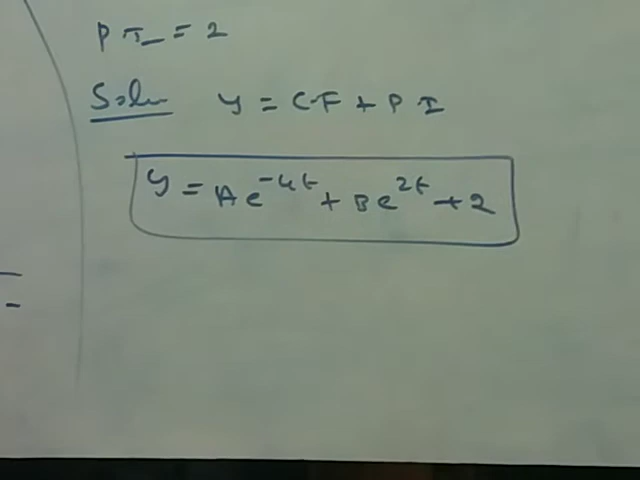 P I = 2
Soln y = CF + P I
y = Ae^{-4t} + Be^{2t} + 2